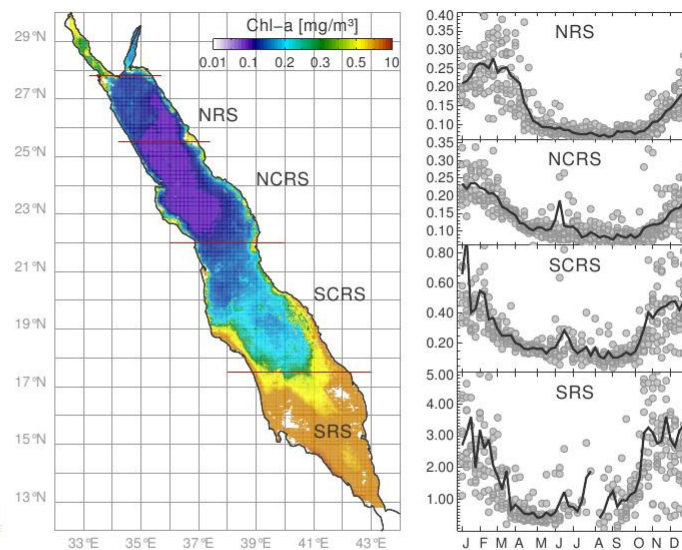 Chl-a [mg/m³]
0.01 0.1 0.2 0.3 1 10
29°N
27°N
25°N
23°N
21°N
19°N
17°N
15°N
13°N
33°E 35°E 37°E 39°E 41°E 43°E
NRS
NCRS
SCRS
SRS
NRS
0.40
0.35
0.30
0.25
0.20
0.15
0.10
NCRS
0.35
0.30
0.25
0.20
0.15
0.10
SCRS
0.80
0.60
0.40
0.20
SRS
5.00
4.00
3.00
2.00
1.00
J F M A M J J A S O N D